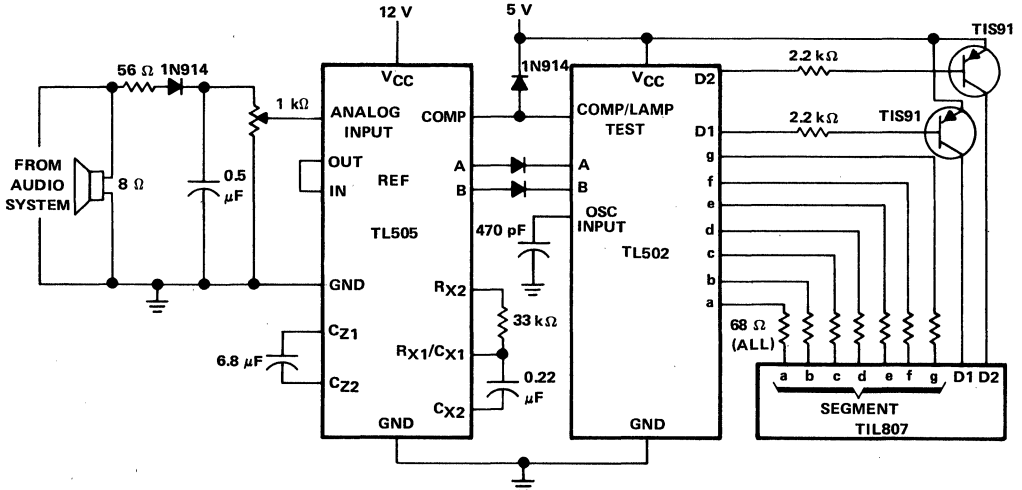 12 V
5 V
TIS91
56 Ω 1N914
VCC
1N914
VCC
D2
2.2 kΩ
1 kΩ
ANALOG
INPUT
COMP
COMP/LAMP
TEST
D1
2.2 kΩ
TIS91
FROM
AUDIO
SYSTEM
8 Ω
0.5
μF
OUT
IN
REF
A
B
A
B
g
f
e
d
c
b
a
TL505
470 pF
OSC
INPUT
TL502
GND
RX2
33 kΩ
RX1/CX1
0.22
μF
CX2
CZ1
6.8 μF
CZ2
GND
GND
68 Ω
(ALL)
a b c d e f g D1 D2
SEGMENT
TIL807